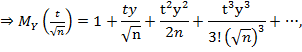 ⇒ M_Y (t/√n) = 1 + ty/√n + t²y²/2n + t³y³/3! (√n)³ + ⋯,